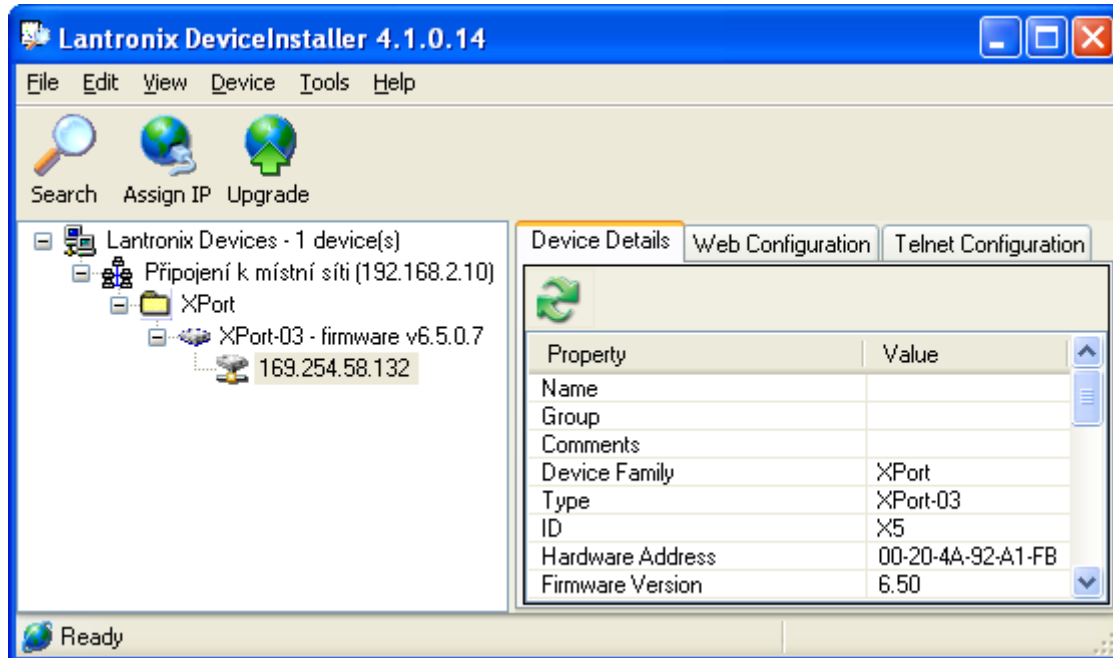 Lantronix DeviceInstaller 4.1.0.14
File Edit View Device Tools Help
Search Assign IP Upgrade
Lantronix Devices - 1 device(s)
Připojení k místní síti (192.168.2.10)
XPort
XPort-03 - firmware v6.5.0.7
169.254.58.132
Device Details Web Configuration Telnet Configuration
Property Value
Name
Group
Comments
Device Family XPort
Type XPort-03
ID X5
Hardware Address 00-20-4A-92-A1-FB
Firmware Version 6.50
Ready